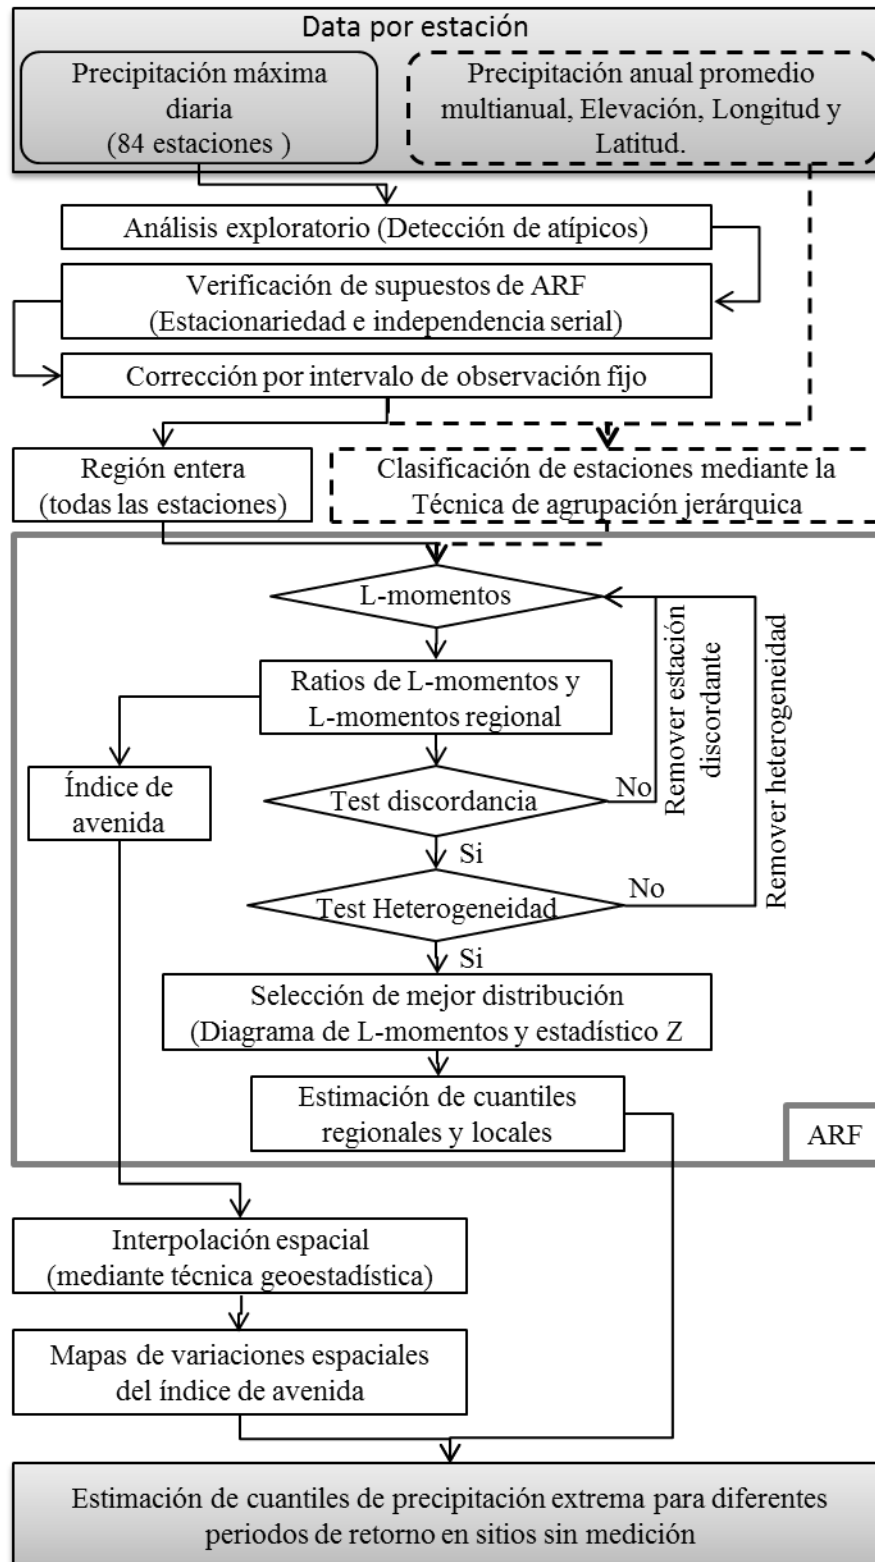 Data por estación
Precipitación máxima
diaria
(84 estaciones )
Precipitación anual promedio
multianual, Elevación, Longitud y
Latitud.
Análisis exploratorio (Detección de atípicos)
Verificación de supuestos de ARF
(Estacionariedad e independencia serial)
Corrección por intervalo de observación fijo
Región entera
(todas las estaciones)
Clasificación de estaciones mediante la
Técnica de agrupación jerárquica
L-momentos
Ratios de L-momentos y
L-momentos regional
Índice de
avenida
Test discordancia
No
Remover estación
discordante
Remover heterogeneidad
Si
Test Heterogeneidad
No
Si
Selección de mejor distribución
(Diagrama de L-momentos y estadístico Z
Estimación de cuantiles
regionales y locales
ARF
Interpolación espacial
(mediante técnica geoestadística)
Mapas de variaciones espaciales
del índice de avenida
Estimación de cuantiles de precipitación extrema para diferentes
periodos de retorno en sitios sin medición